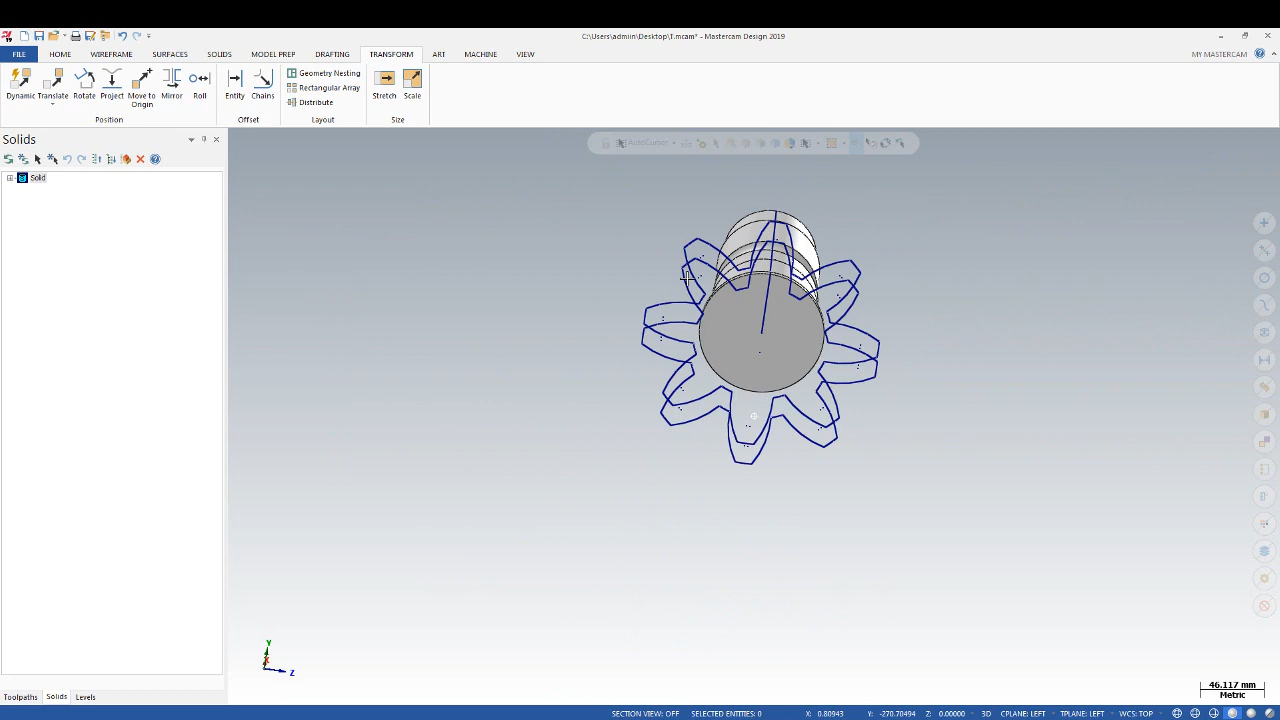 C:\Users\admiin\Desktop\T.mcam* - Mastercam Design 2019
FILE HOME WIREFRAME SURFACES SOLIDS MODEL PREP DRAFTING TRANSFORM ART MACHINE VIEW MY MASTERCAM
Dynamic Translate Rotate Project Move to Origin Mirror Roll
Entity Chains
Geometry Nesting
Rectangular Array
Distribute
Stretch Scale
Position Offset Layout Size
Solids
AutoCursor
Solid
Y
Z
46.117 mm
Metric
Toolpaths Solids Levels
SECTION VIEW: OFF SELECTED ENTITIES: 0 X: 0.80943 Y: -270.70494 Z: 0.00000 3D CPLANE: LEFT TPLANE: LEFT WCS: TOP